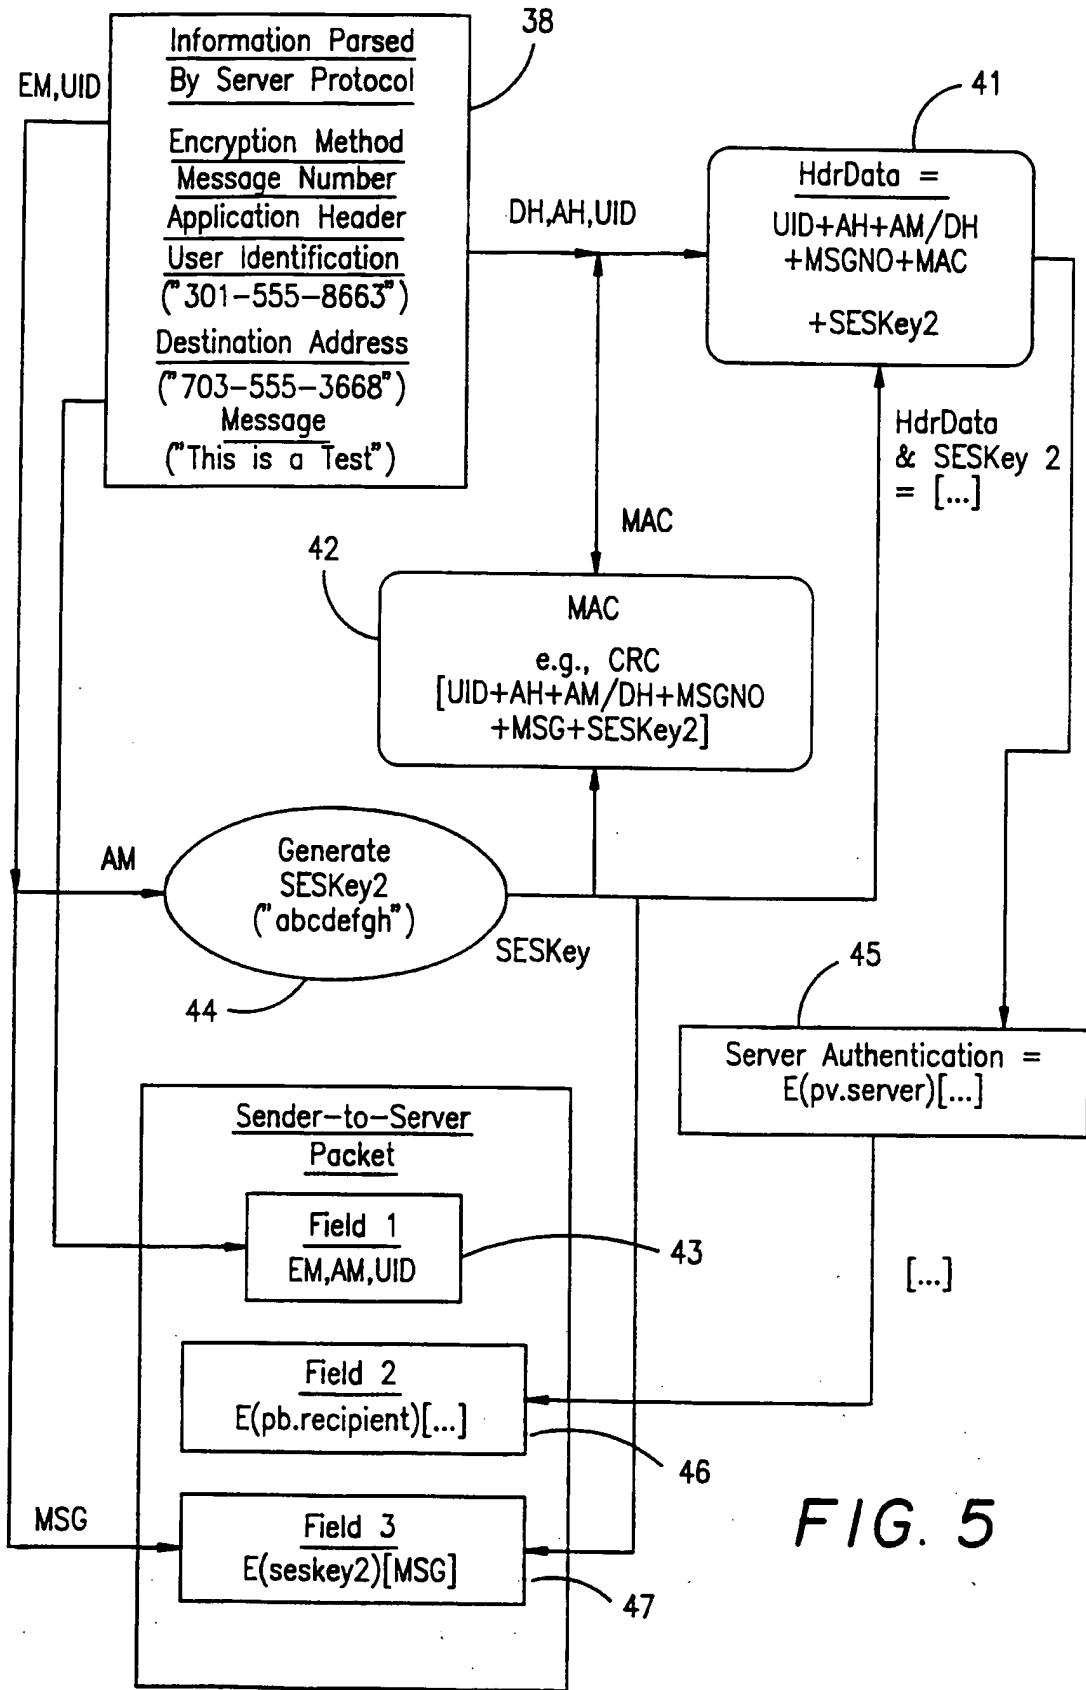 38
Information Parsed
By Server Protocol
EM,UID
Encryption Method
Message Number
Application Header
User Identification
("301-555-8663")
Destination Address
("703-555-3668")
Message
("This is a Test")
DH,AH,UID
41
HdrData =
UID+AH+AM/DH
+MSGNO+MAC
+SESKey2
HdrData
& SESKey 2
= [...]
MAC
42
MAC
e.g., CRC
[UID+AH+AM/DH+MSGNO
+MSG+SESKey2]
AM
Generate
SESKey2
("abcdefgh")
SESKey
44
45
Server Authentication =
E(pv.server)[...]
Sender-to-Server
Packet
Field 1
EM,AM,UID
43
[...]
Field 2
E(pb.recipient)[...]
46
MSG
Field 3
E(seskey2)[MSG]
47
FIG. 5